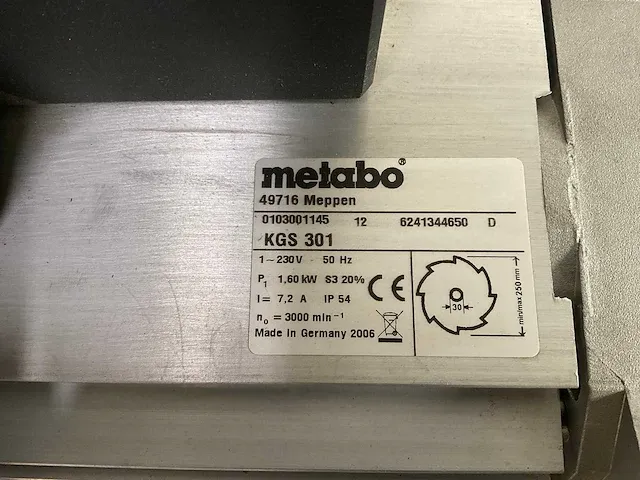 metabo®
49716 Meppen
0103001145 12 6241344650 D
KGS 301
1~230V 50 Hz
P₁ 1,60 kW S3 20%
CE
I= 7,2 A IP 54
n₀ = 3000 min⁻¹
Made In Germany 2006
30
min/max 250 mm